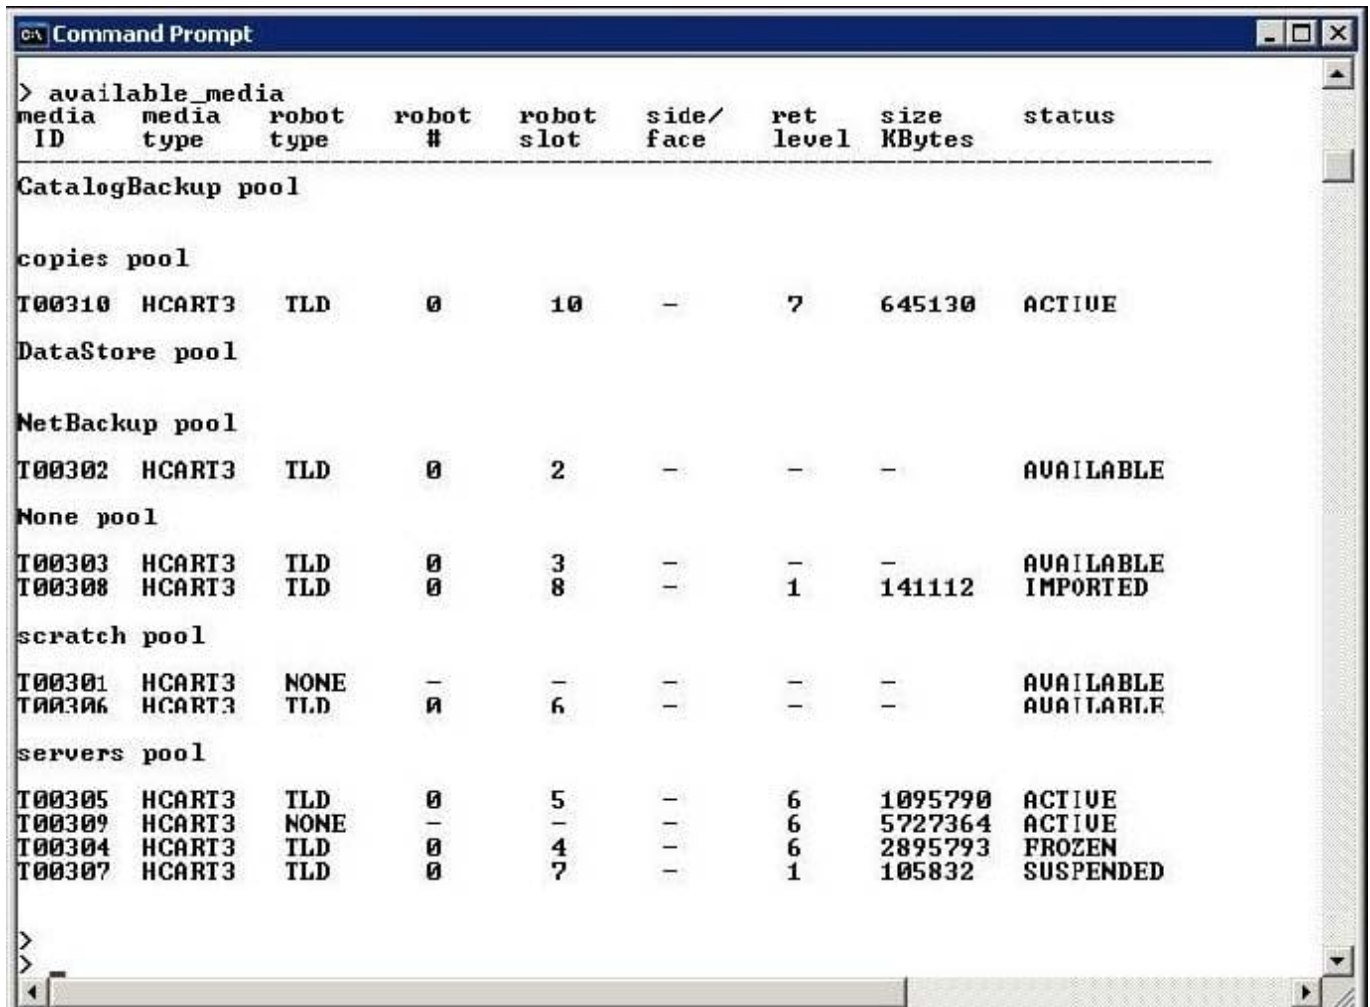 Command Prompt
> available_media
media media robot robot robot side/ ret size status
ID type type # slot face level KBytes
------------------------------------------------------------------------
CatalogBackup pool
copies pool
T00310 HCART3 TLD 0 10 - 7 645130 ACTIVE
DataStore pool
NetBackup pool
T00302 HCART3 TLD 0 2 - - - AVAILABLE
None pool
T00303 HCART3 TLD 0 3 - - - AVAILABLE
T00308 HCART3 TLD 0 8 - 1 141112 IMPORTED
scratch pool
T00301 HCART3 NONE - - - - - AVAILABLE
T00306 HCART3 TLD 0 6 - - - AVAILABLE
servers pool
T00305 HCART3 TLD 0 5 - 6 1095790 ACTIVE
T00309 HCART3 NONE - - - 6 5727364 ACTIVE
T00304 HCART3 TLD 0 4 - 6 2895793 FROZEN
T00307 HCART3 TLD 0 7 - 1 105832 SUSPENDED
>
> _